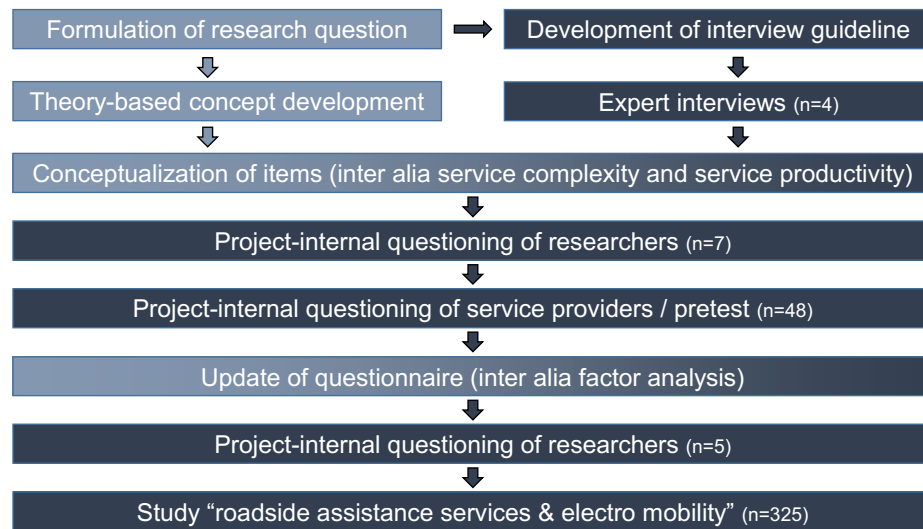 Formulation of research question
Development of interview guideline
Theory-based concept development
Expert interviews (n=4)
Conceptualization of items (inter alia service complexity and service productivity)
Project-internal questioning of researchers (n=7)
Project-internal questioning of service providers / pretest (n=48)
Update of questionnaire (inter alia factor analysis)
Project-internal questioning of researchers (n=5)
Study “roadside assistance services & electro mobility” (n=325)